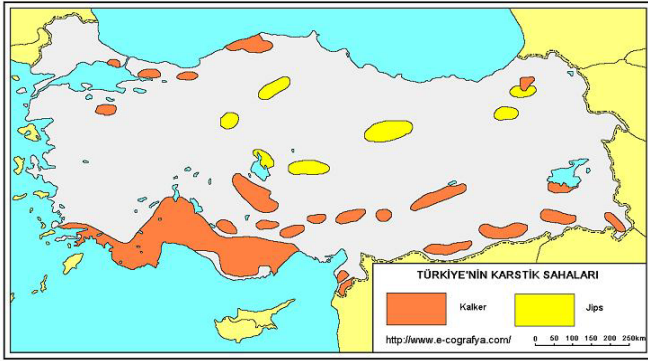 TÜRKİYE'NİN KARSTİK SAHALARI
Kalker
Jips
http://www.e-cografya.com/
0 50 100 150 200 250km